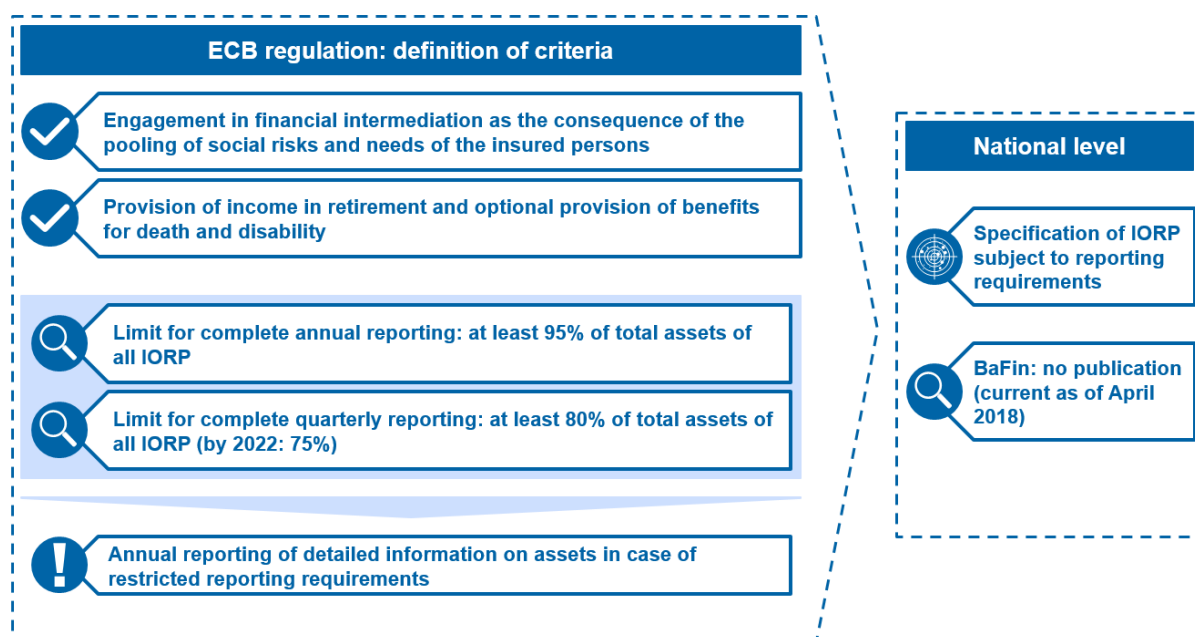 ECB regulation: definition of criteria
Engagement in financial intermediation as the consequence of the
pooling of social risks and needs of the insured persons
Provision of income in retirement and optional provision of benefits
for death and disability
Limit for complete annual reporting: at least 95% of total assets of
all IORP
Limit for complete quarterly reporting: at least 80% of total assets of
all IORP (by 2022: 75%)
Annual reporting of detailed information on assets in case of
restricted reporting requirements
National level
Specification of IORP
subject to reporting
requirements
BaFin: no publication
(current as of April
2018)